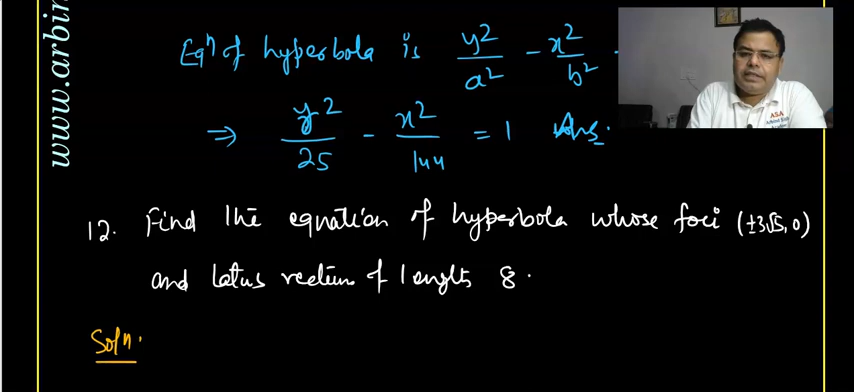 www.arbin
Eqⁿ of hyperbola is y²/a² - x²/b²
⇒ y²/25 - x²/144 = 1 Ans.
ASA
12. Find the equation of hyperbola whose foci (±3√5, 0)
and latus rectum of length 8.
Solⁿ.